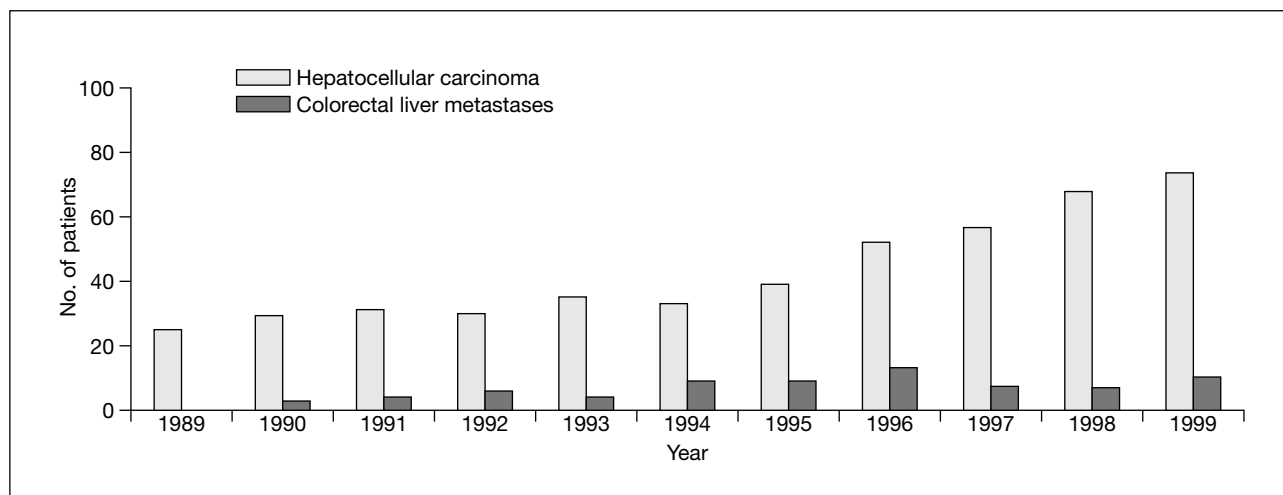 Hepatocellular carcinoma
Colorectal liver metastases
No. of patients
100
80
60
40
20
0
1989 1990 1991 1992 1993 1994 1995 1996 1997 1998 1999
Year